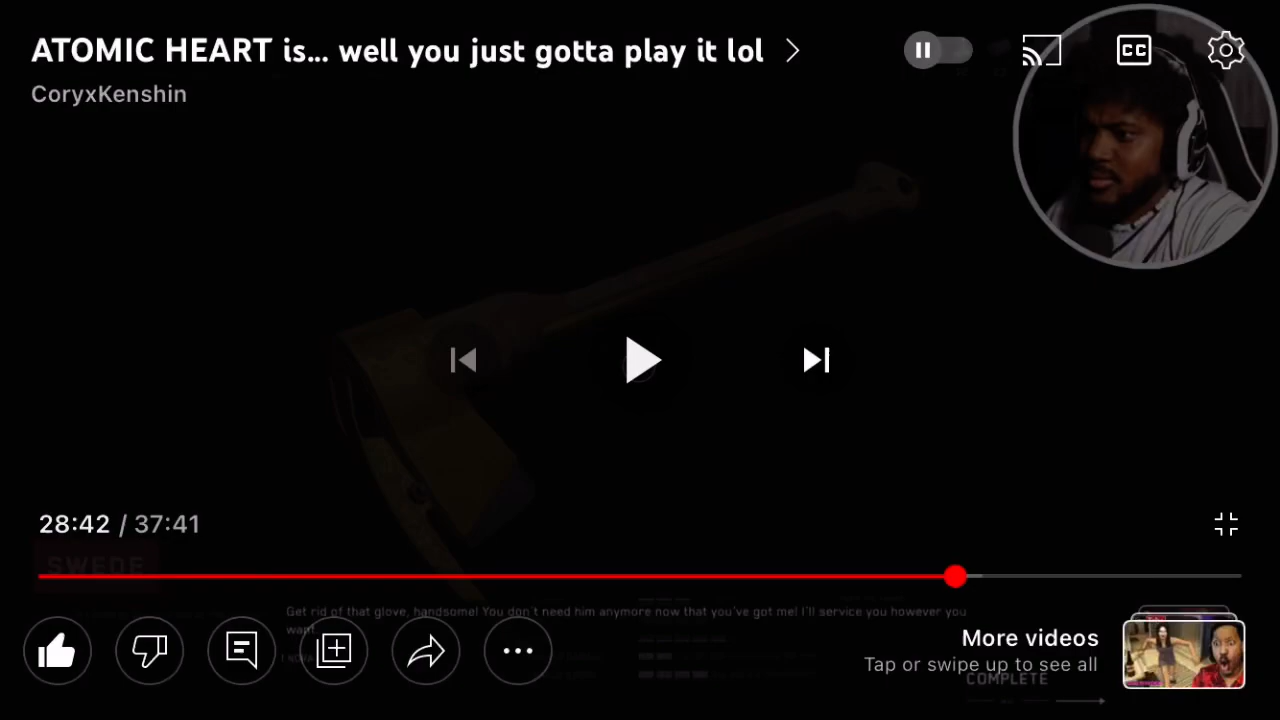 ATOMIC HEART is... well you just gotta play it lol
CoryxKenshin
CC
28:42 / 37:41
SWEDE
Get rid of that glove, handsome! You don't need him anymore now that you've got me! I'll service you however you
want.
More videos
Tap or swipe up to see all
COMPLETE